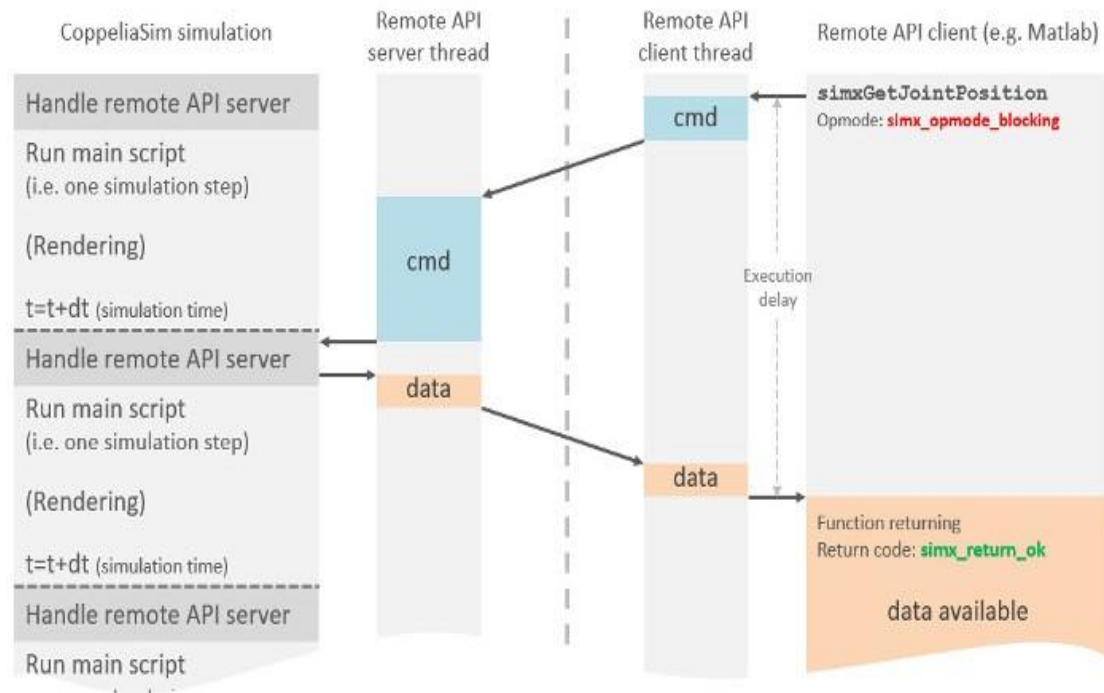 CoppeliaSim simulation
Remote API
server thread
Remote API
client thread
Remote API client (e.g. Matlab)
Handle remote API server
Run main script
(i.e. one simulation step)
(Rendering)
t=t+dt (simulation time)
Handle remote API server
Run main script
(i.e. one simulation step)
(Rendering)
t=t+dt (simulation time)
Handle remote API server
Run main script
cmd
data
cmd
data
Execution
delay
simxGetJointPosition
Opmode: simx_opmode_blocking
Function returning
Return code: simx_return_ok
data available